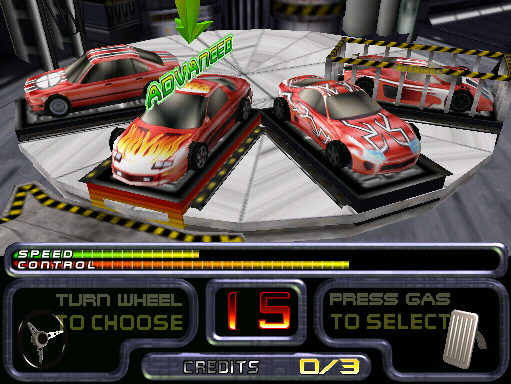 ADVANCED
SPEED
CONTROL
TURN WHEEL
TO CHOOSE
15
PRESS GAS
TO SELECT
CREDITS 0/3